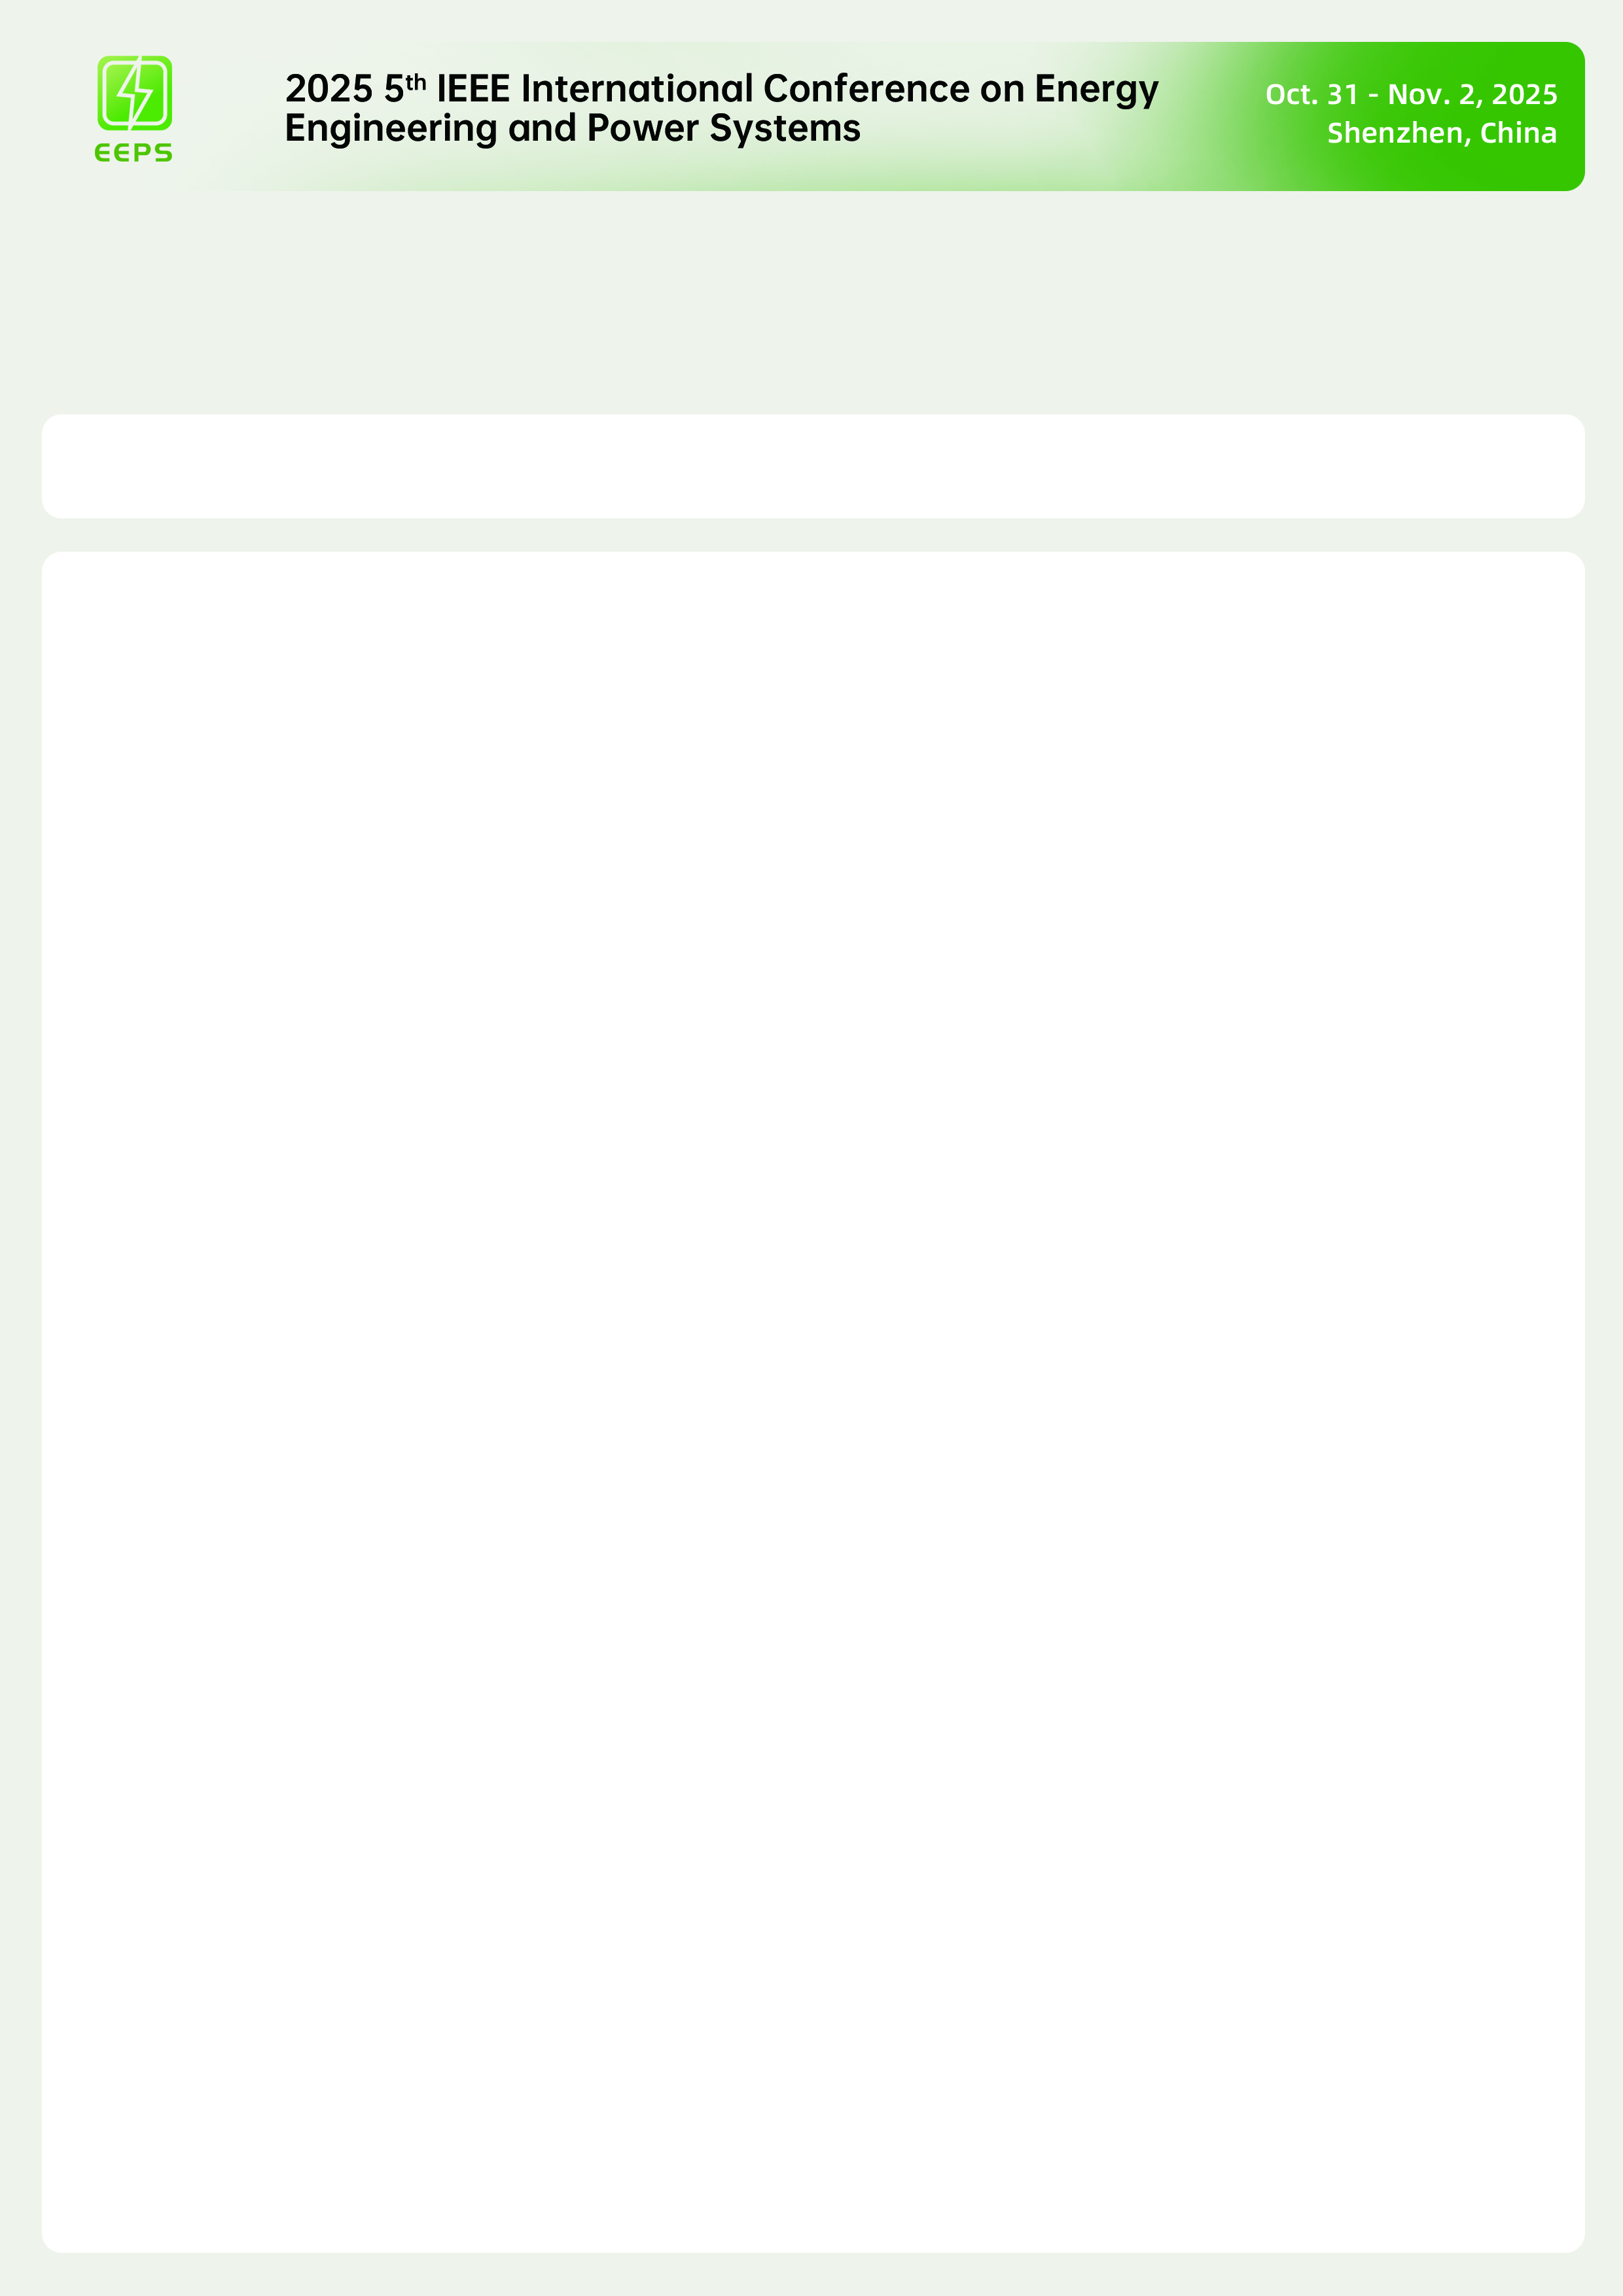 EEPS
2025 5th IEEE International Conference on Energy
Engineering and Power Systems
Oct. 31 - Nov. 2, 2025
Shenzhen, China